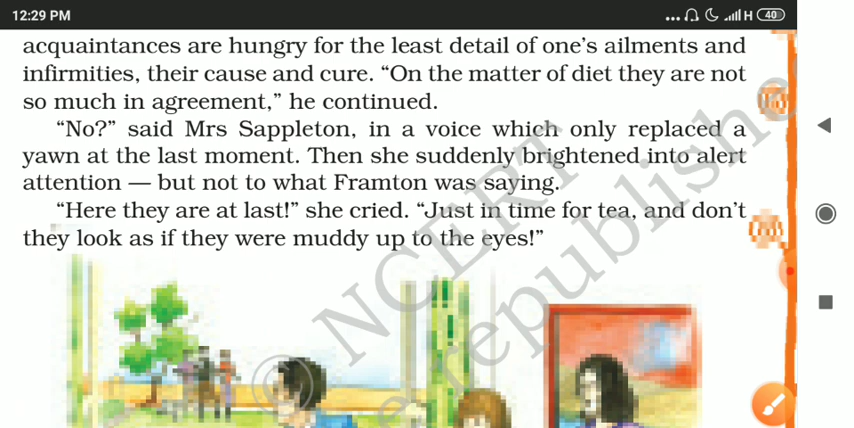 12:29 PM
H 40
acquaintances are hungry for the least detail of one’s ailments and
infirmities, their cause and cure. “On the matter of diet they are not
so much in agreement,” he continued.
“No?” said Mrs Sappleton, in a voice which only replaced a
yawn at the last moment. Then she suddenly brightened into alert
attention — but not to what Framton was saying.
“Here they are at last!” she cried. “Just in time for tea, and don’t
they look as if they were muddy up to the eyes!”
© NCERT
be republished